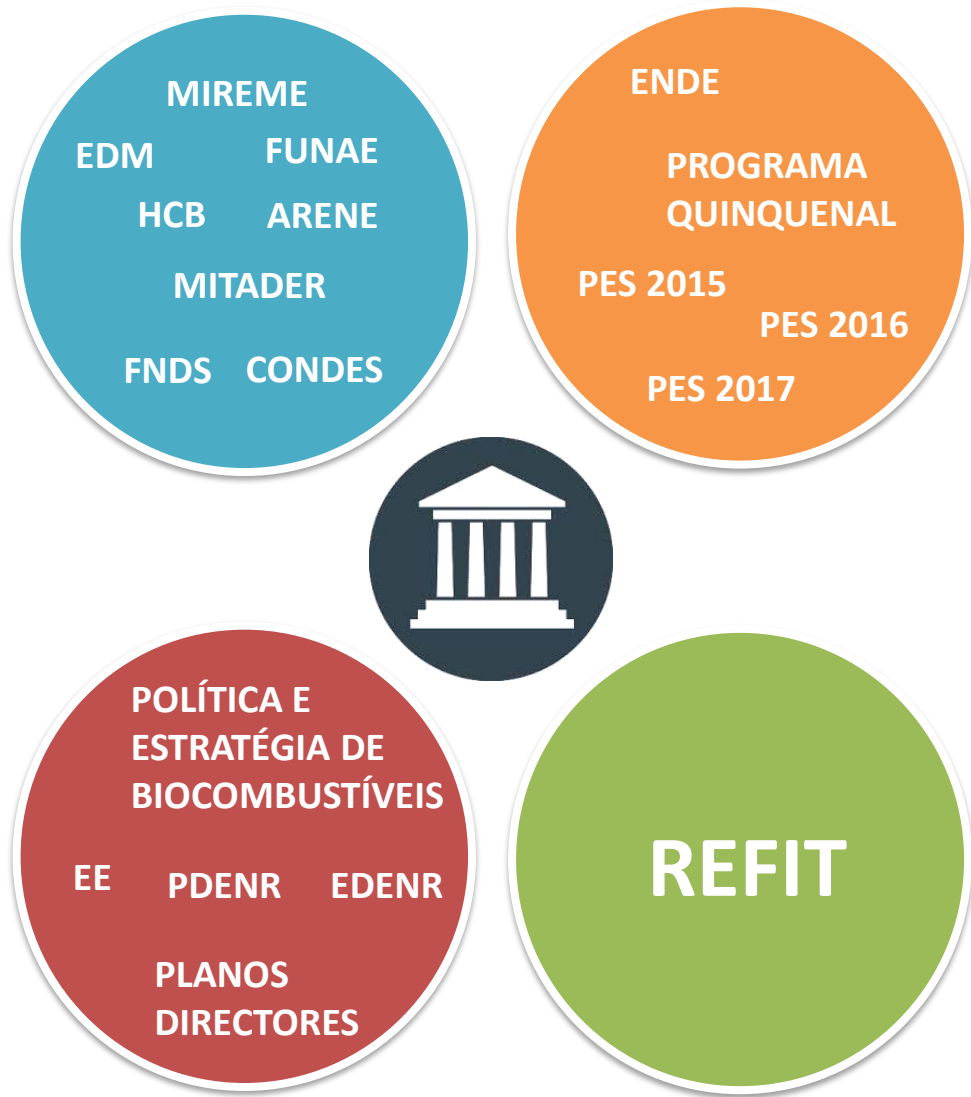 MIREME
EDM
FUNAE
HCB
ARENE
MITADER
FNDS
CONDES
ENDE
PROGRAMA
QUINQUENAL
PES 2015
PES 2016
PES 2017
POLÍTICA E
ESTRATÉGIA DE
BIOCOMBUSTÍVEIS
EE
PDENR
EDENR
PLANOS
DIRECTORES
REFIT